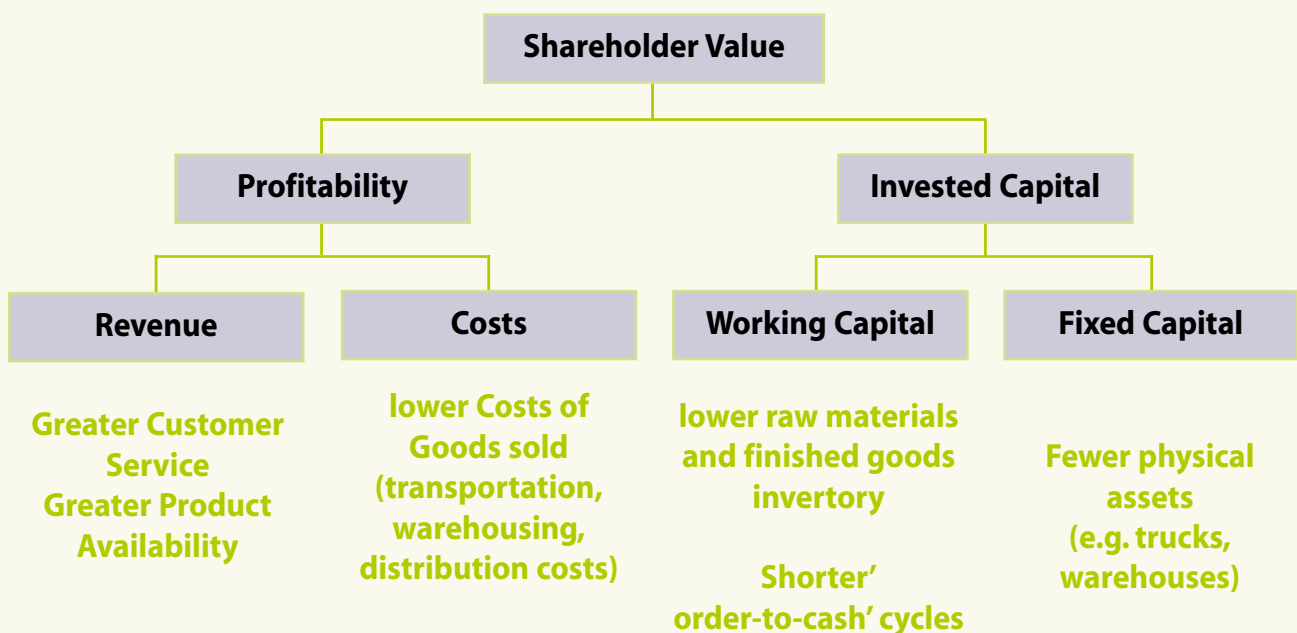 Shareholder Value
Profitability
Invested Capital
Revenue
Costs
Working Capital
Fixed Capital
Greater Customer
Service
Greater Product
Availability
lower Costs of
Goods sold
(transportation,
warehousing,
distribution costs)
lower raw materials
and finished goods
invertory
Shorter’
order-to-cash’ cycles
Fewer physical
assets
(e.g. trucks,
warehouses)